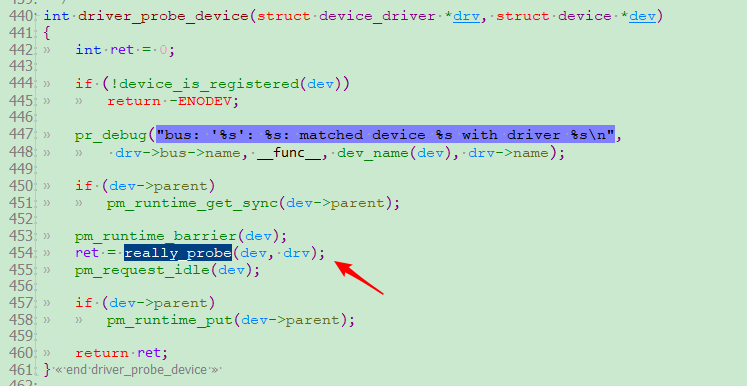 440 int driver_probe_device(struct device_driver *drv, struct device *dev)
441 {
442 » int ret = 0;
443
444 » if (!device_is_registered(dev))
445 » » return -ENODEV;
446
447 » pr_debug("bus: '%s': %s: matched device %s with driver %s\n",
448 » » drv->bus->name, __func__, dev_name(dev), drv->name);
449
450 » if (dev->parent)
451 » » pm_runtime_get_sync(dev->parent);
452
453 » pm_runtime_barrier(dev);
454 » ret = really_probe(dev, drv);
455 » pm_request_idle(dev);
456
457 » if (dev->parent)
458 » » pm_runtime_put(dev->parent);
459
460 » return ret;
461 } « end driver_probe_device »